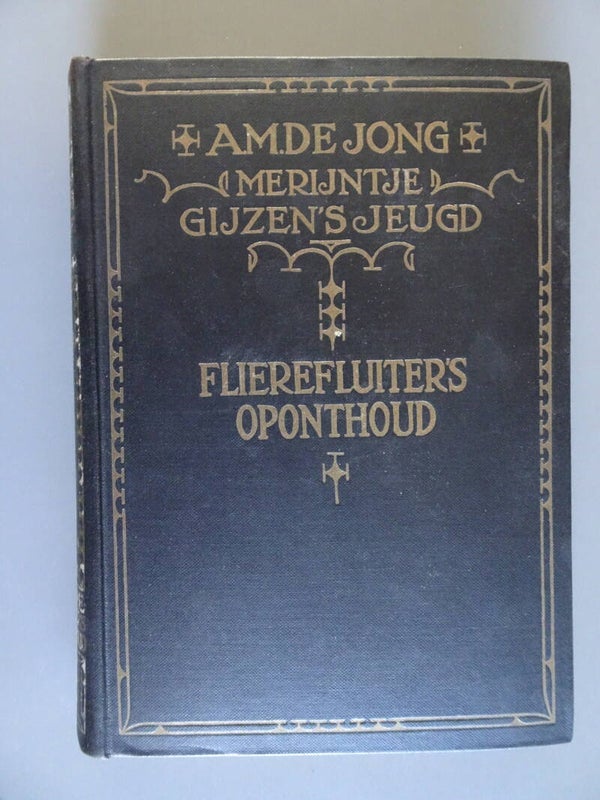 A.M. DE JONG
MERIJNTJE
GIJZEN'S JEUGD
FLIEREFLUITER'S
OPONTHOUD